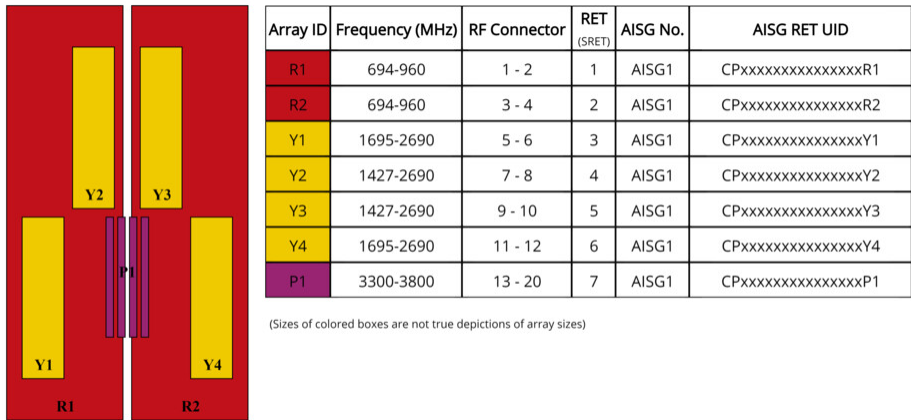 Y2 Y3
P1
Y1 Y4
R1 R2
Array ID Frequency (MHz) RF Connector RET (SRET) AISG No. AISG RET UID
R1 694-960 1 - 2 1 AISG1 CPxxxxxxxxxxxxxxxR1
R2 694-960 3 - 4 2 AISG1 CPxxxxxxxxxxxxxxxR2
Y1 1695-2690 5 - 6 3 AISG1 CPxxxxxxxxxxxxxxxY1
Y2 1427-2690 7 - 8 4 AISG1 CPxxxxxxxxxxxxxxxY2
Y3 1427-2690 9 - 10 5 AISG1 CPxxxxxxxxxxxxxxxY3
Y4 1695-2690 11 - 12 6 AISG1 CPxxxxxxxxxxxxxxxY4
P1 3300-3800 13 - 20 7 AISG1 CPxxxxxxxxxxxxxxxP1
(Sizes of colored boxes are not true depictions of array sizes)